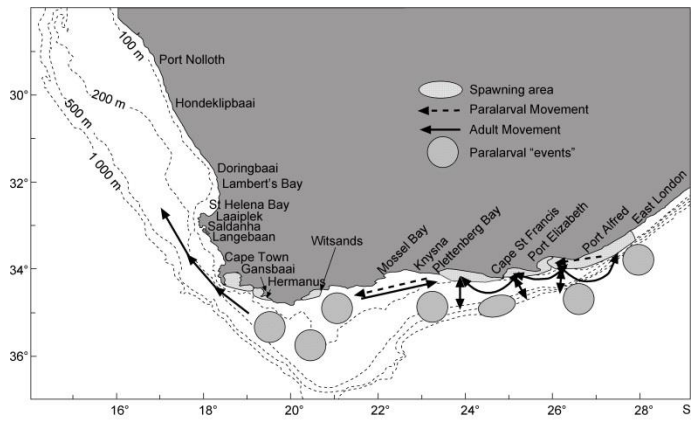 100 m
Port Nolloth
30°
200 m
Hondeklipbaai
500 m
1 000 m
Spawning area
Paralarval Movement
Adult Movement
Paralarval “events”
Doringbaai
32°
Lambert's Bay
St Helena Bay
Laaiplek
Saldanha
Langebaan
Cape Town
34°
Gansbaai
Hermanus
Witsands
Mossel Bay
Knysna
Plettenberg Bay
Cape St Francis
Port Elizabeth
Port Alfred
East London
36°
16° 18° 20° 22° 24° 26° 28° S